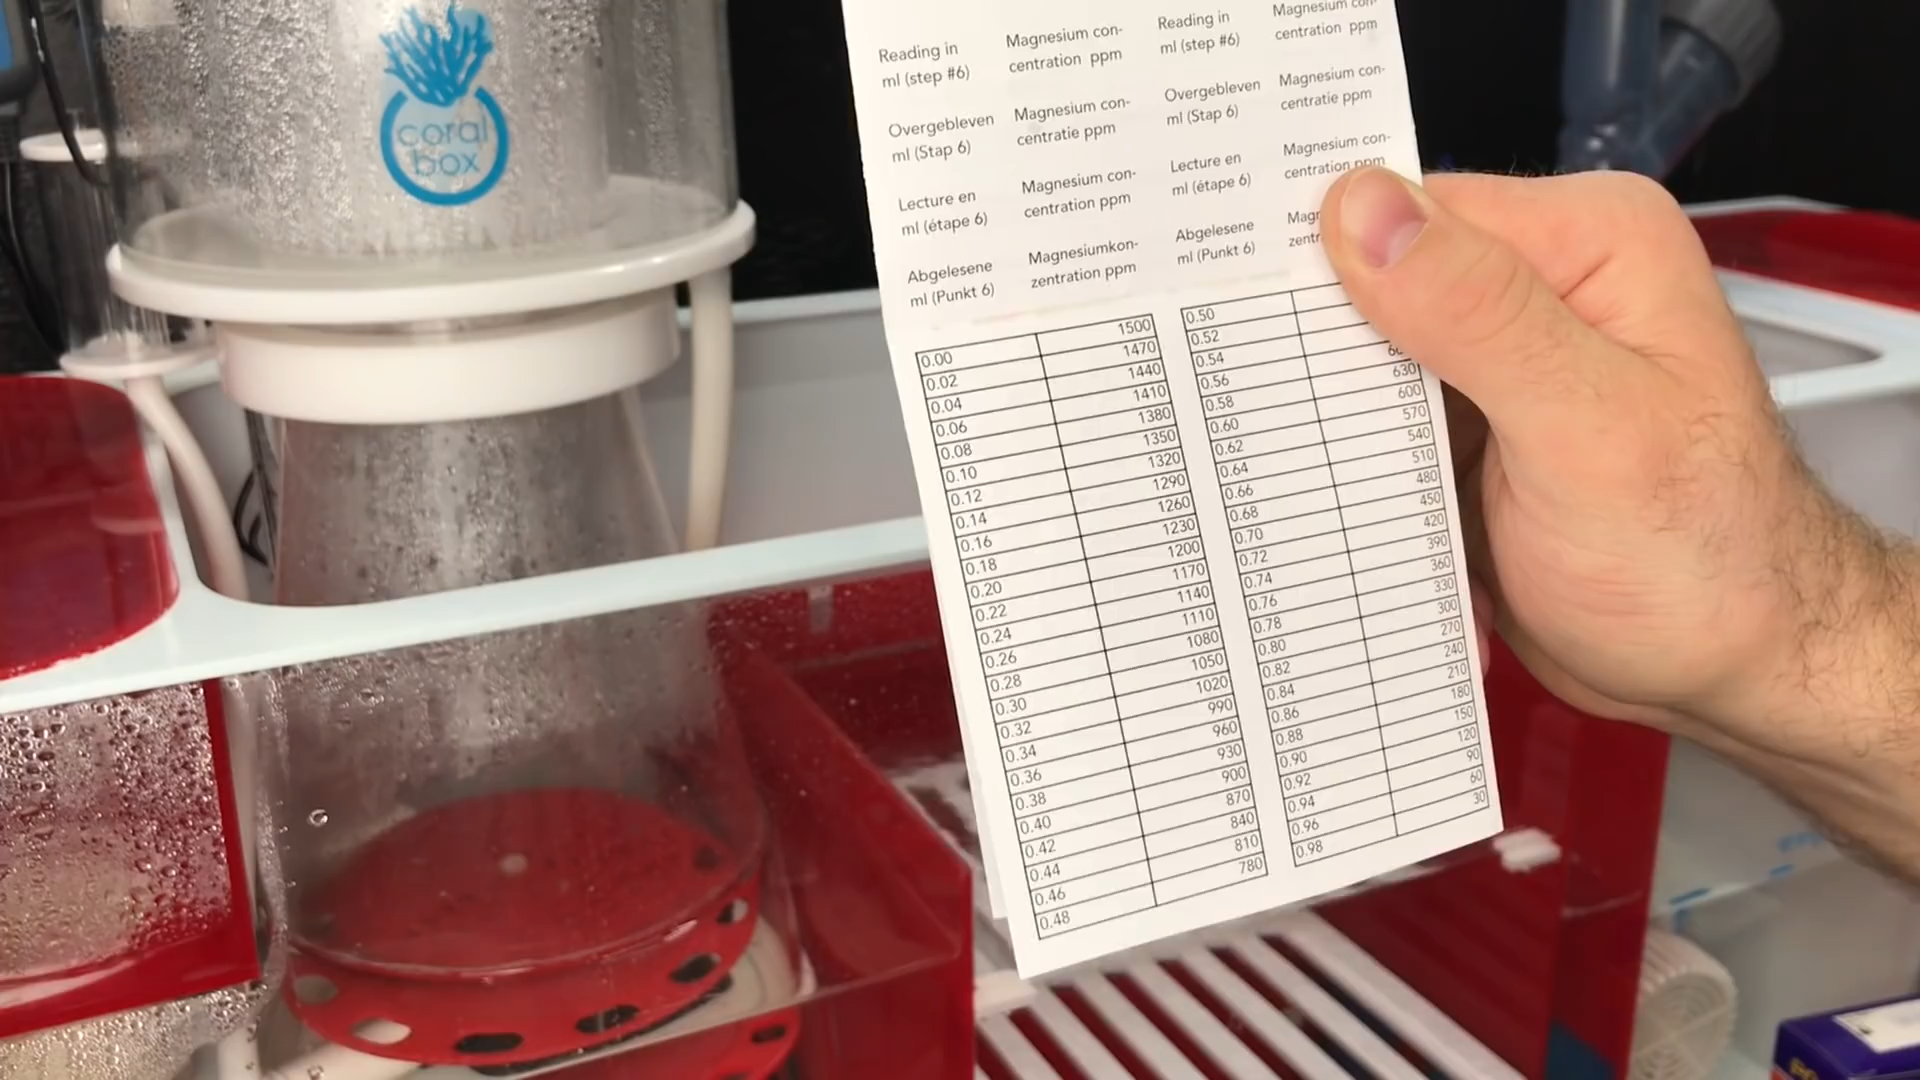 coral
box
Reading in
ml (step #6)
Magnesium con-
centration ppm
Reading in
ml (step #6)
Magnesium con-
centration ppm
Overgebleven
ml (Stap 6)
Magnesium con-
centratie ppm
Overgebleven
ml (Stap 6)
Magnesium con-
centratie ppm
Lecture en
ml (étape 6)
Magnesium con-
centration ppm
Lecture en
ml (étape 6)
Magnesium con-
centration ppm
Abgelesene
ml (Punkt 6)
Magnesiumkon-
zentration ppm
Abgelesene
ml (Punkt 6)
0.00 1500
0.02 1470
0.04 1440
0.06 1410
0.08 1380
0.10 1350
0.12 1320
0.14 1290
0.16 1260
0.18 1230
0.20 1200
0.22 1170
0.24 1140
0.26 1110
0.28 1080
0.30 1050
0.32 1020
0.34 990
0.36 960
0.38 930
0.40 900
0.42 870
0.44 840
0.46 810
0.48 780
0.50
0.52
0.54
0.56
0.58 630
0.60 600
0.62 570
0.64 540
0.66 510
0.68 480
0.70 450
0.72 420
0.74 390
0.76 360
0.78 330
0.80 300
0.82 270
0.84 240
0.86 210
0.88 180
0.90 150
0.92 120
0.94 90
0.96 60
0.98 30